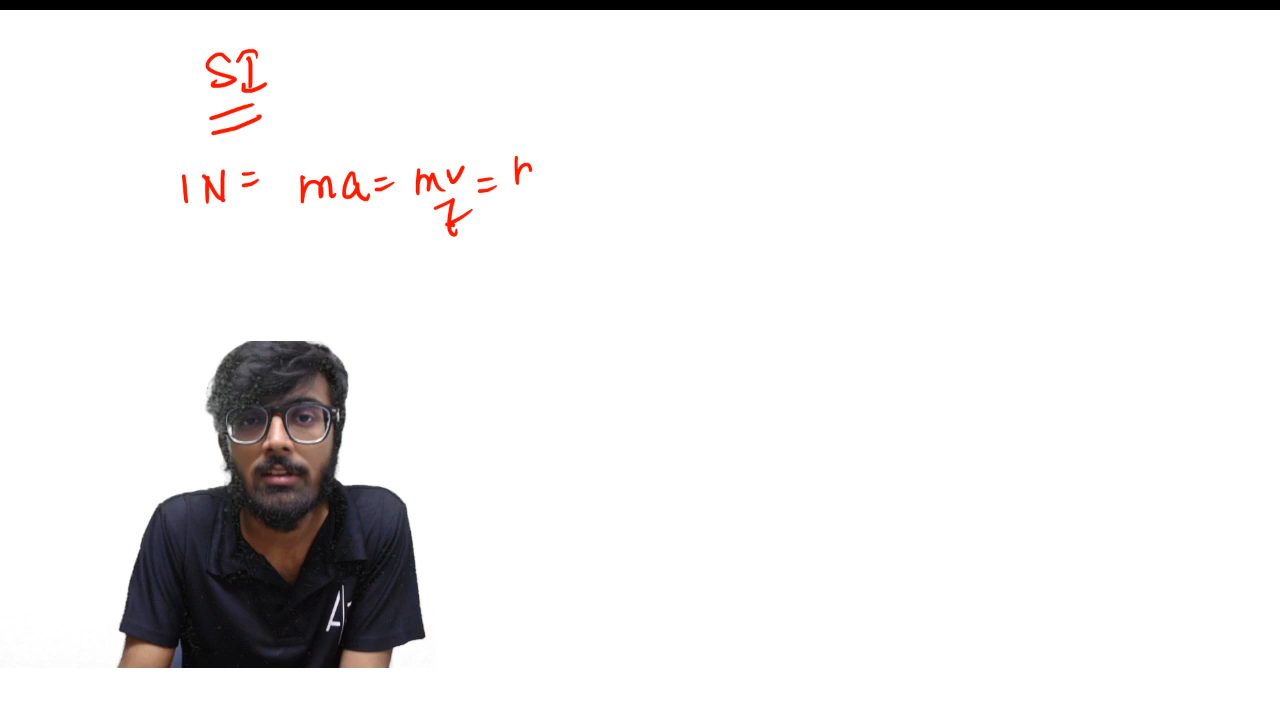 SI
1N = ma = mv = r
t